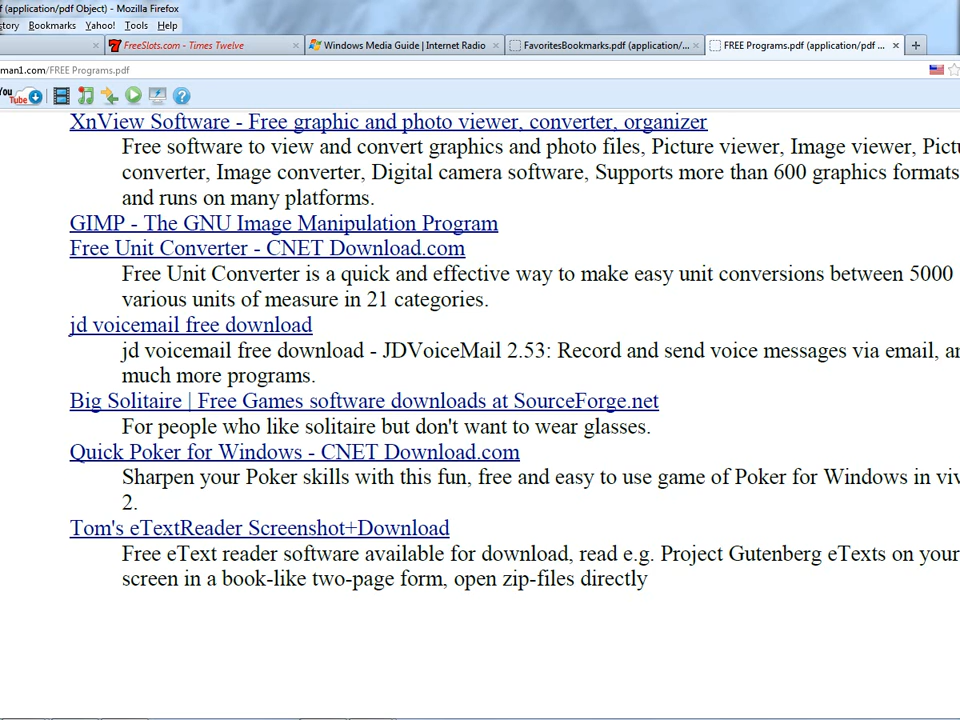 f (application/pdf Object) - Mozilla Firefox
story Bookmarks Yahoo! Tools Help
FreeSlots.com - Times Twelve
Windows Media Guide | Internet Radio
FavoritesBookmarks.pdf (application/...
FREE Programs.pdf (application/pdf ...
man1.com/FREE Programs.pdf
You Tube
XnView Software - Free graphic and photo viewer, converter, organizer
Free software to view and convert graphics and photo files, Picture viewer, Image viewer, Pictu
converter, Image converter, Digital camera software, Supports more than 600 graphics formats
and runs on many platforms.
GIMP - The GNU Image Manipulation Program
Free Unit Converter - CNET Download.com
Free Unit Converter is a quick and effective way to make easy unit conversions between 5000
various units of measure in 21 categories.
jd voicemail free download
jd voicemail free download - JDVoiceMail 2.53: Record and send voice messages via email, an
much more programs.
Big Solitaire | Free Games software downloads at SourceForge.net
For people who like solitaire but don't want to wear glasses.
Quick Poker for Windows - CNET Download.com
Sharpen your Poker skills with this fun, free and easy to use game of Poker for Windows in viv
2.
Tom's eTextReader Screenshot+Download
Free eText reader software available for download, read e.g. Project Gutenberg eTexts on your
screen in a book-like two-page form, open zip-files directly